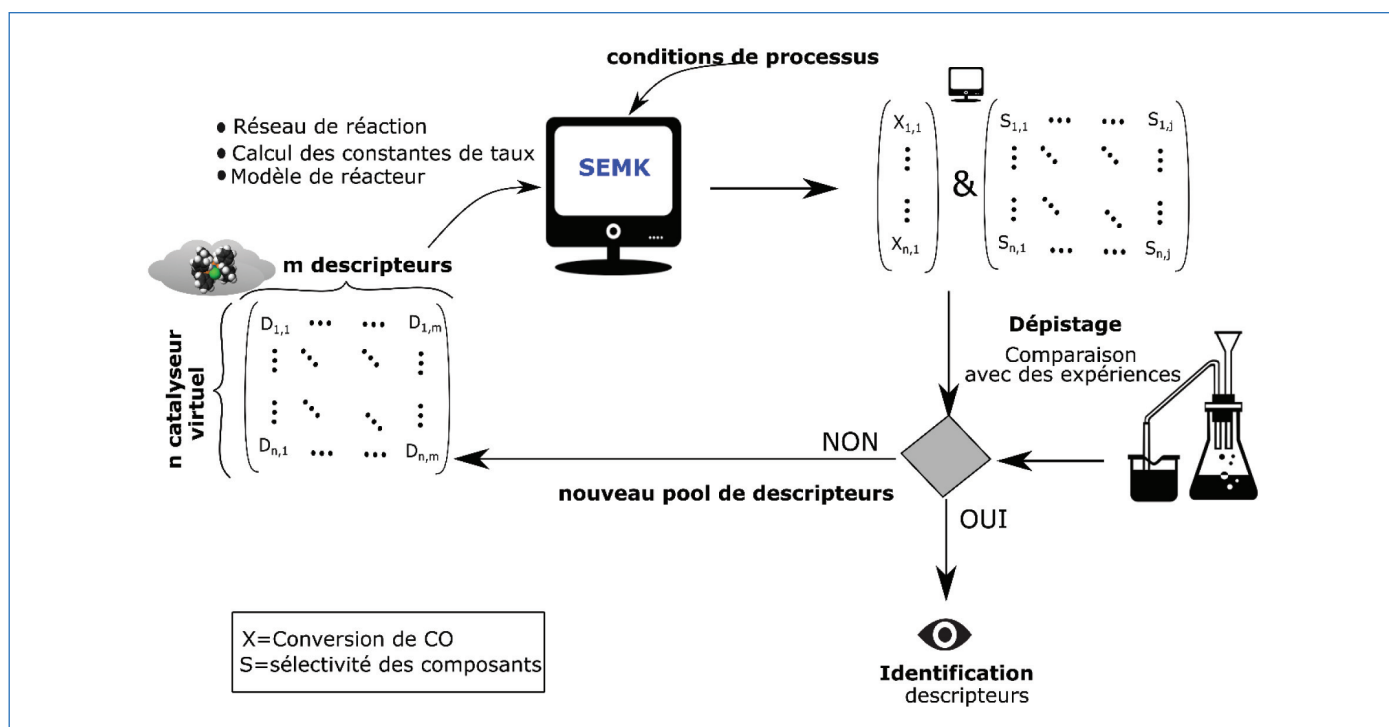 conditions de processus
• Réseau de réaction
• Calcul des constantes de taux
• Modèle de réacteur
SEMK
X1,1
Xn,1
&
S1,1 ••• ••• S1,j
Sn,1 ••• ••• Sn,j
m descripteurs
n catalyseur
virtuel
D1,1 ••• ••• D1,m
Dn,1 ••• ••• Dn,m
Dépistage
Comparaison
avec des expériences
NON
nouveau pool de descripteurs
OUI
Identification
descripteurs
X=Conversion de CO
S=sélectivité des composants